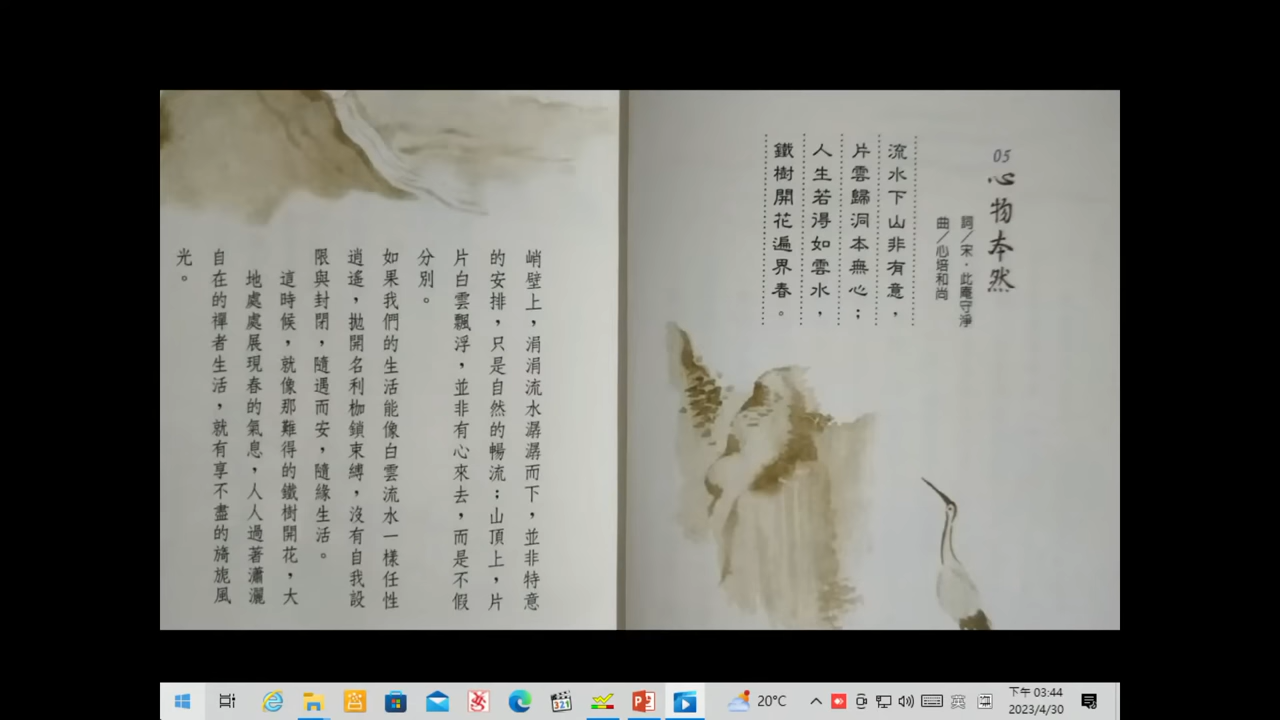 05
心物本然
詞／宋．此庵守淨
曲／心培和尚
流水下山非有意，
片雲歸洞本無心；
人生若得如雲水，
鐵樹開花遍界春。
峭壁上，涓涓流水潺潺而下，並非特意
的安排，只是自然的暢流；山頂上，片
片白雲飄浮，並非有心來去，而是不假
分別。
如果我們的生活能像白雲流水一樣任性
逍遙，拋開名利枷鎖束縛，沒有自我設
限與封閉，隨遇而安，隨緣生活。
這時候，就像那難得的鐵樹開花，大
地處處展現春的氣息，人人過著瀟灑
自在的禪者生活，就有享不盡的旖旎風
光。
321
20°C
英
下午 03:44
2023/4/30